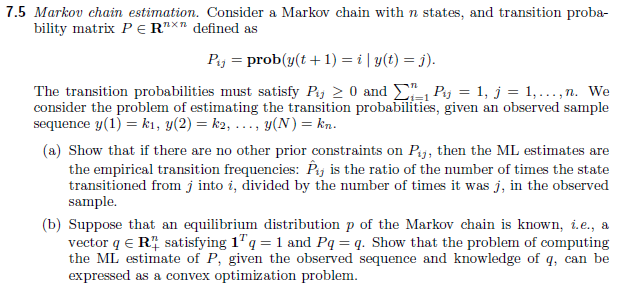 7.5 Markov chain estimation. Consider a Markov chain with n states, and transition proba-
bility matrix P ∈ R^{n×n} defined as
P_{ij} = prob(y(t + 1) = i | y(t) = j).
The transition probabilities must satisfy P_{ij} ≥ 0 and ∑_{i=1}^{n} P_{ij} = 1, j = 1, . . . , n. We
consider the problem of estimating the transition probabilities, given an observed sample
sequence y(1) = k_1, y(2) = k_2, . . . , y(N) = k_n.
(a) Show that if there are no other prior constraints on P_{ij}, then the ML estimates are
the empirical transition frequencies: P̂_{ij} is the ratio of the number of times the state
transitioned from j into i, divided by the number of times it was j, in the observed
sample.
(b) Suppose that an equilibrium distribution p of the Markov chain is known, i.e., a
vector q ∈ R^n_+ satisfying 1^T q = 1 and Pq = q. Show that the problem of computing
the ML estimate of P, given the observed sequence and knowledge of q, can be
expressed as a convex optimization problem.